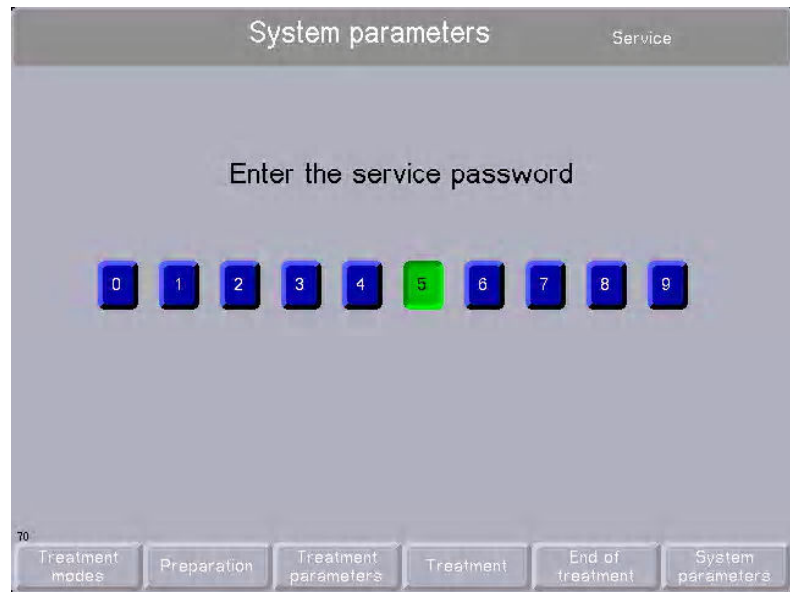 System parameters Service
Enter the service password
0 1 2 3 4 5 6 7 8 9
70
Treatment modes Preparation Treatment parameters Treatment End of treatment System parameters